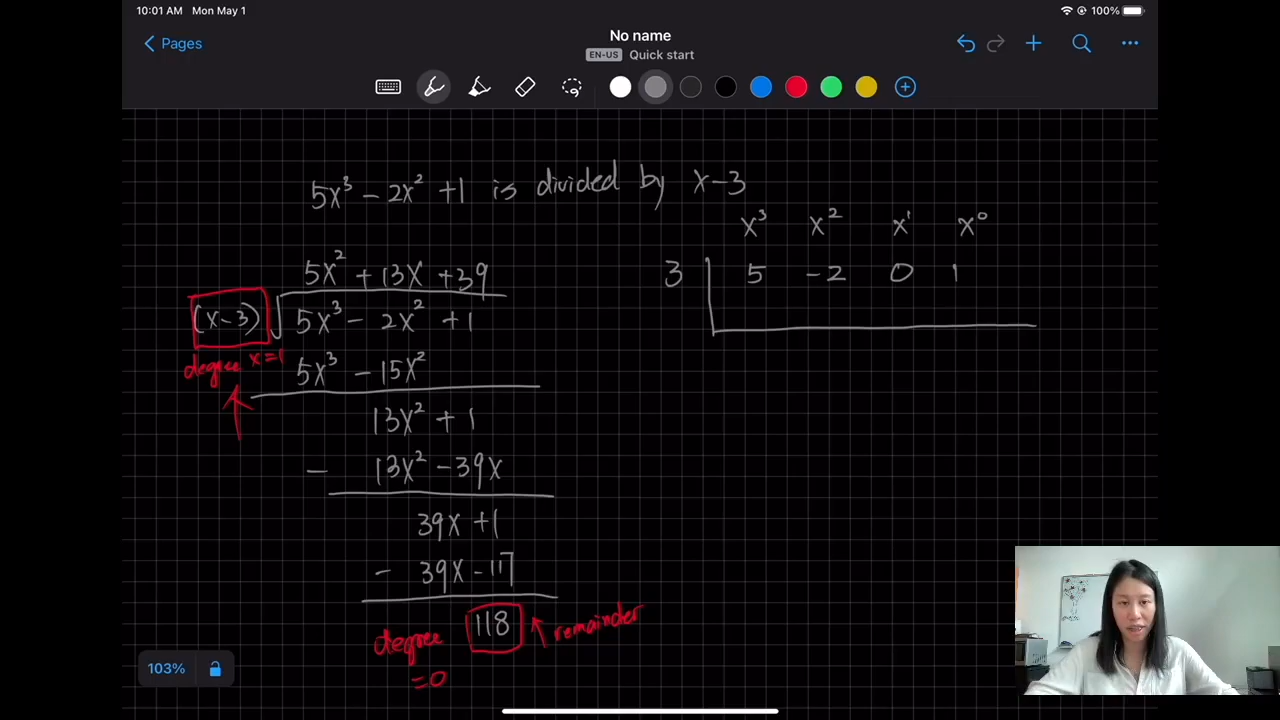 10:01 AM Mon May 1
100%
Pages
No name
EN-US Quick start
5x³ − 2x² + 1 is divided by x−3
x³ x² x¹ x⁰
5x² + 13x + 39
3 5 −2 0 1
(x−3) 5x³ − 2x² + 1
degree x=1
5x³ − 15x²
13x² + 1
− 13x² − 39x
39x + 1
− 39x − 117
118 remainder
degree
=0
103%